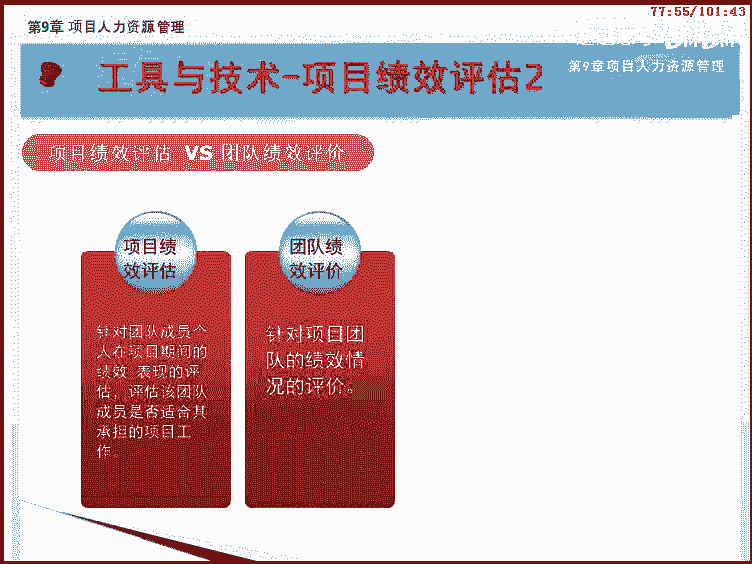 77:55/101:43
第9章 项目人力资源管理
工具与技术-项目绩效评估2
第9章项目人力资源管理
项目绩效评估 VS 团队绩效评价
项目绩
效评估
针对团队成员个
人在项目期间的
绩效 表现的评
估，评估该团队
成员是否适合其
承担的项目工
作。
团队绩
效评价
针对项目团
队的绩效情
况的评价。